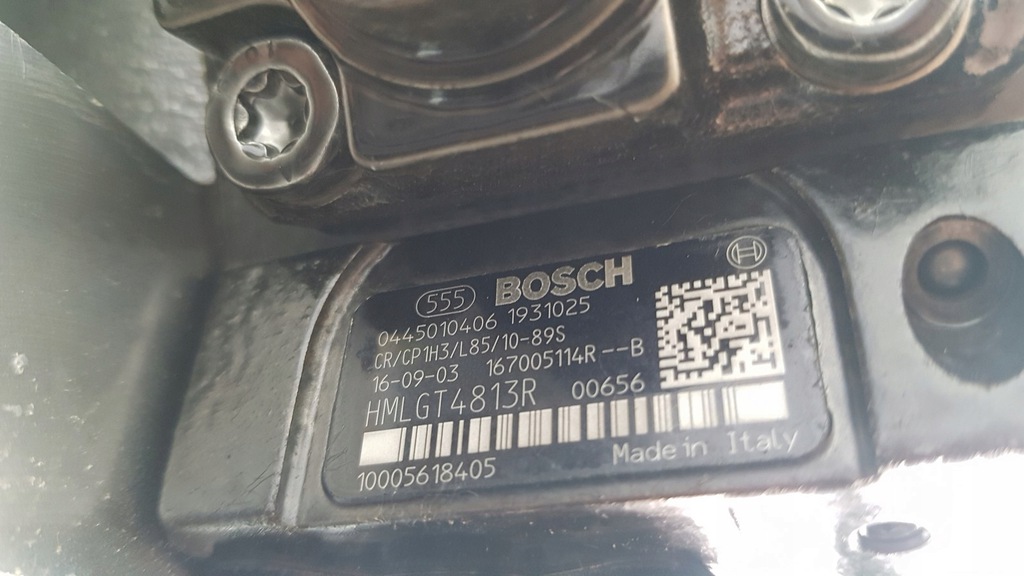 555 BOSCH
0445010406 1931025
CR/CP1H3/L85/10-89S
16-09-03 167005114R--B
HMLGT4813R 00656
10005618405 Made in Italy